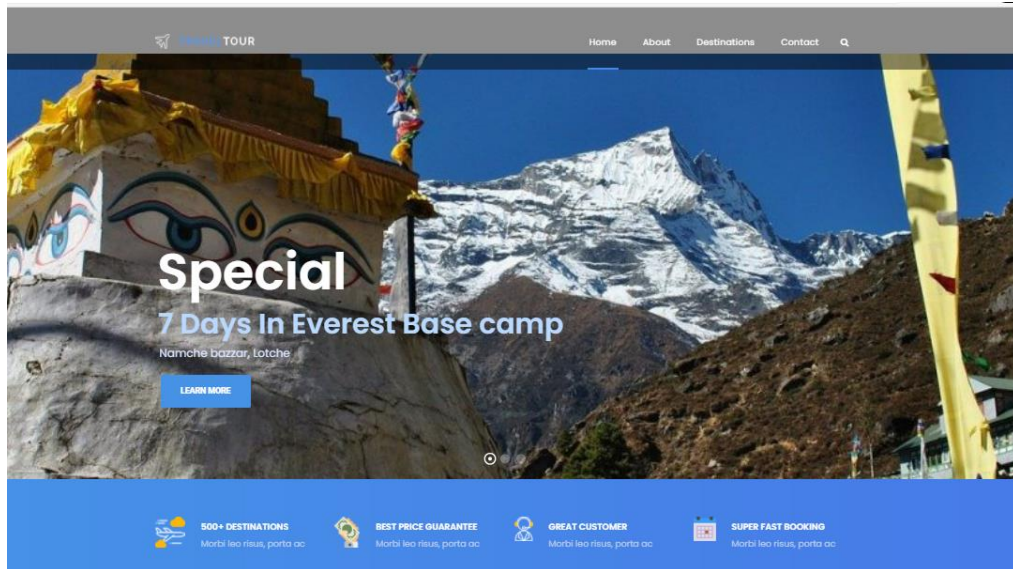 TOUR
Home About Destinations Contact
Special
7 Days In Everest Base camp
Namche bazzar, Lotche
LEARN MORE
500+ DESTINATIONS BEST PRICE GUARANTEE GREAT CUSTOMER SUPER FAST BOOKING
Morbi leo risus, porta ac Morbi leo risus, porta ac Morbi leo risus, porta ac Morbi leo risus, porta ac